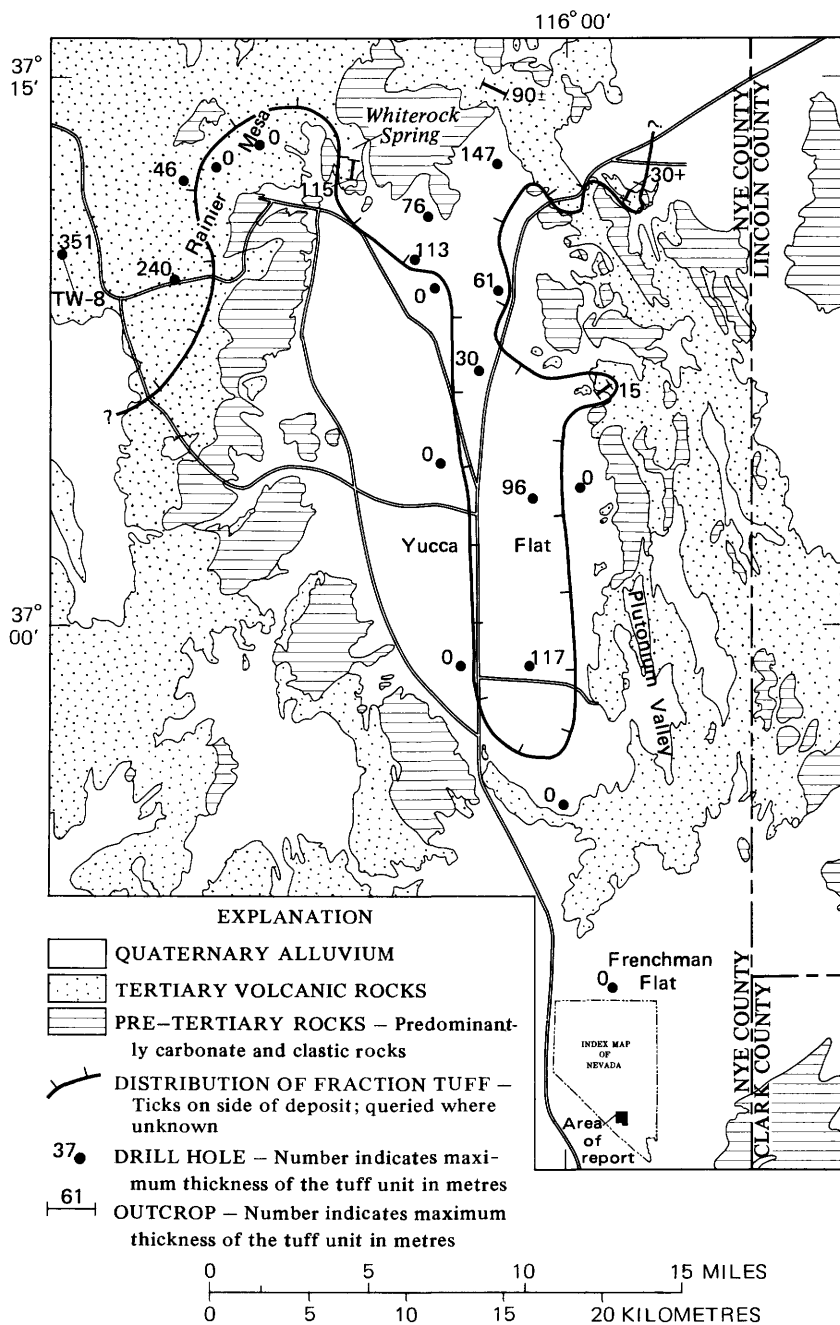 116° 00'
37°
15'
90±
Whiterock
Spring
?
NYE COUNTY
LINCOLN COUNTY
Rainier Mesa
0
0
46
147
30+
115
76
351
240
113
TW-8
0
61
30
?
15
0
96
0
Yucca Flat
37°
00'
Plutonium Valley
0
117
0
EXPLANATION
QUATERNARY ALLUVIUM
TERTIARY VOLCANIC ROCKS
PRE-TERTIARY ROCKS — Predominant-
ly carbonate and clastic rocks
DISTRIBUTION OF FRACTION TUFF —
Ticks on side of deposit; queried where
unknown
37
DRILL HOLE — Number indicates maxi-
mum thickness of the tuff unit in metres
61
OUTCROP — Number indicates maximum
thickness of the tuff unit in metres
Frenchman
Flat
0
NYE COUNTY
CLARK COUNTY
INDEX MAP
OF
NEVADA
Area
of
report
0 5 10 15 MILES
0 5 10 15 20 KILOMETRES